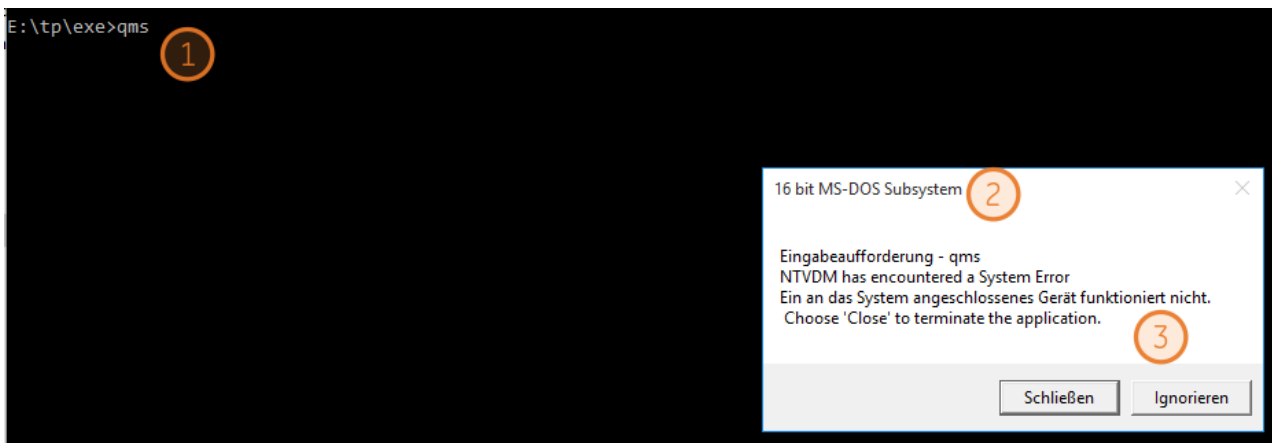 E:\tp\exe>qms
1
16 bit MS-DOS Subsystem
2
Eingabeaufforderung - qms
NTVDM has encountered a System Error
Ein an das System angeschlossenes Gerät funktioniert nicht.
Choose 'Close' to terminate the application.
3
Schließen
Ignorieren